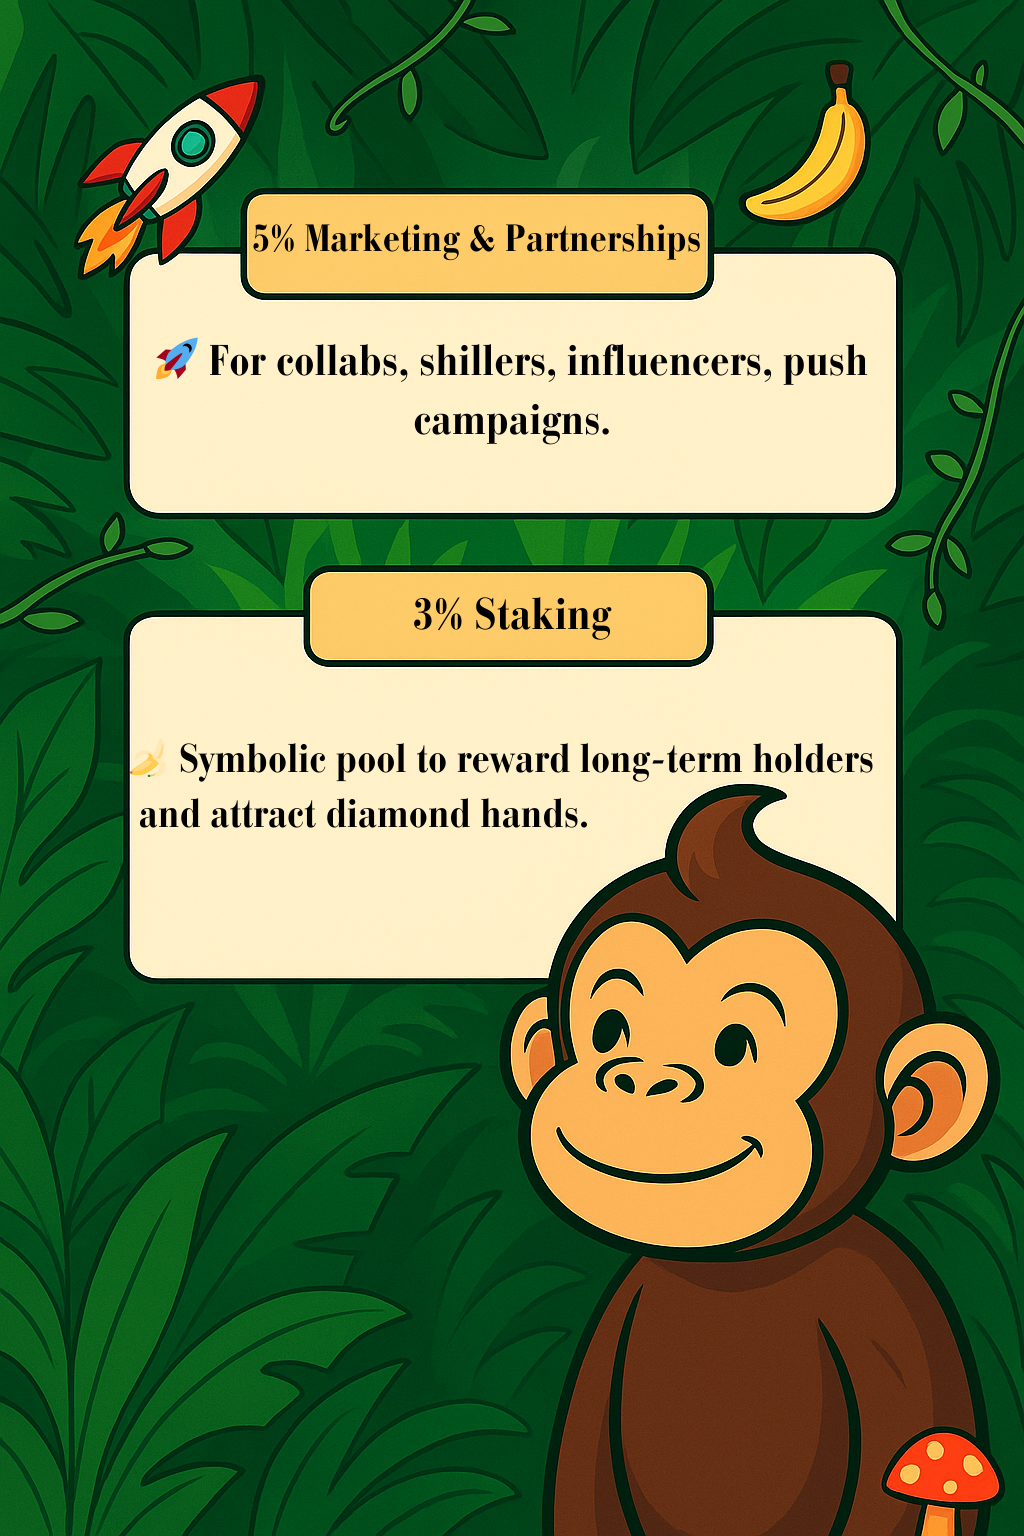 5% Marketing & Partnerships
🚀 For collabs, shillers, influencers, push
campaigns.
3% Staking
🍌 Symbolic pool to reward long-term holders
and attract diamond hands.